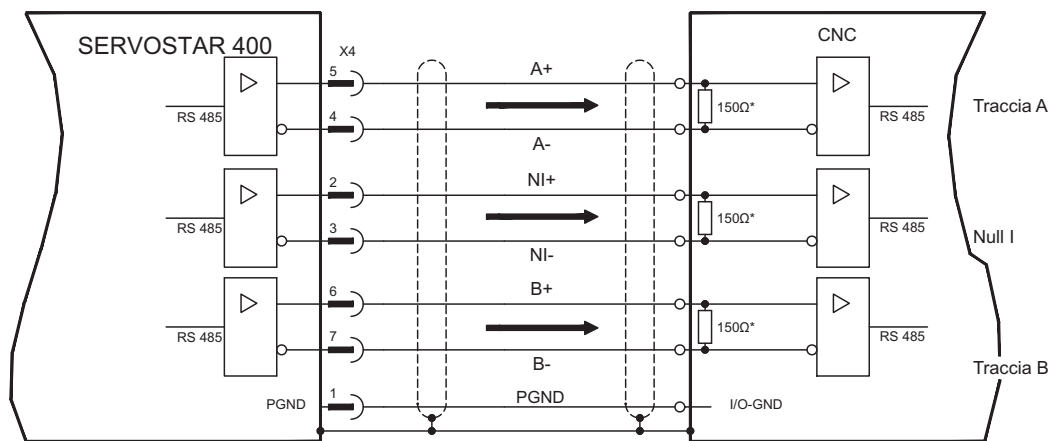 SERVOSTAR 400
X4
CNC
5
A+
RS 485
150Ω*
RS 485
Traccia A
4
A-
2
NI+
RS 485
150Ω*
RS 485
Null I
3
NI-
6
B+
RS 485
150Ω*
RS 485
7
B-
Traccia B
PGND
1
PGND
I/O-GND